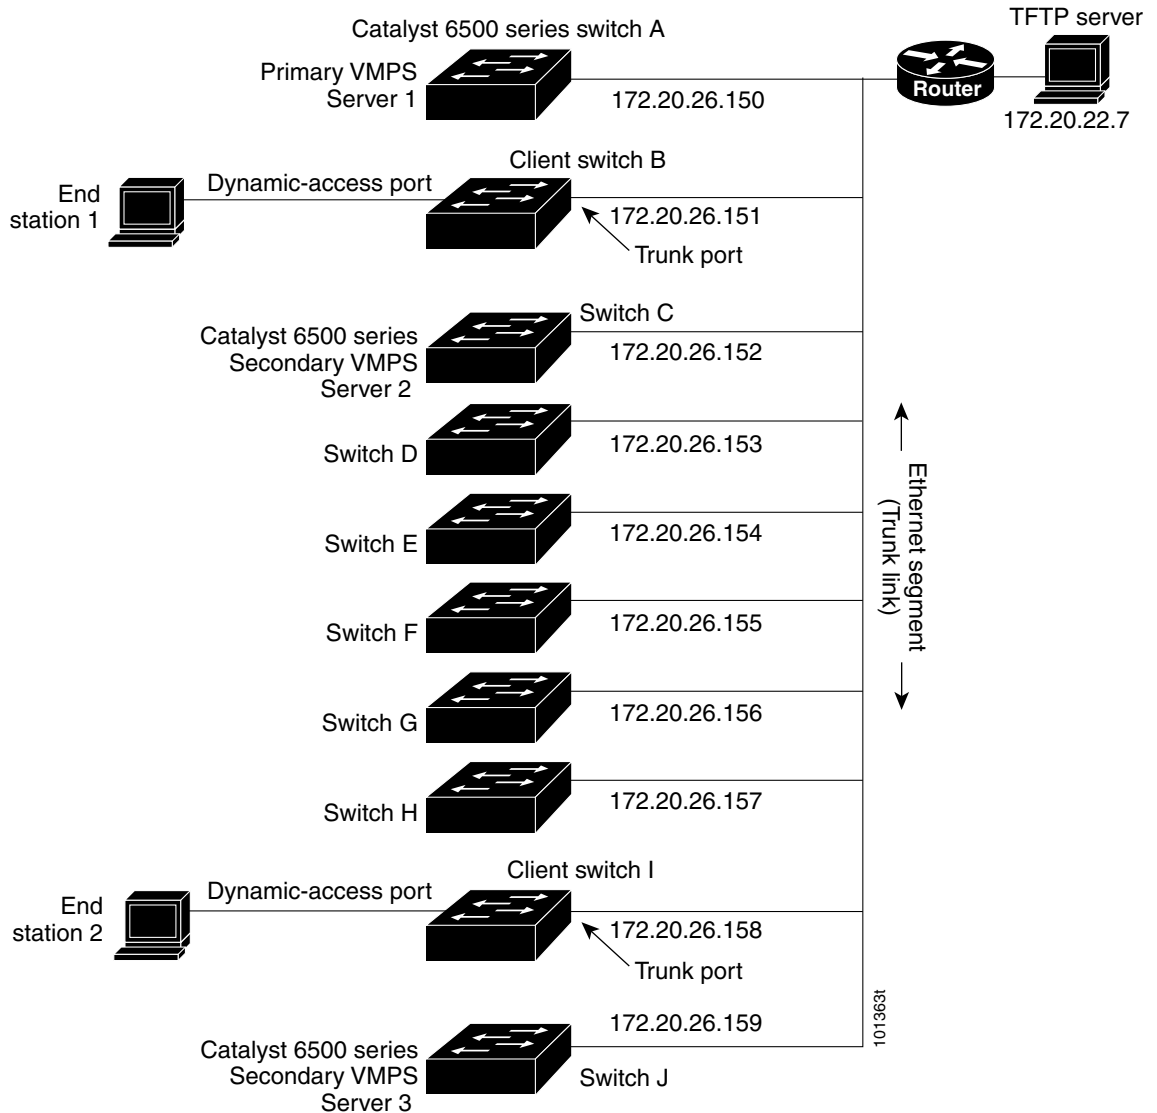 TFTP server
Catalyst 6500 series switch A
Primary VMPS
Server 1
Router
172.20.26.150
172.20.22.7
Client switch B
End
station 1
Dynamic-access port
172.20.26.151
Trunk port
Switch C
Catalyst 6500 series
Secondary VMPS
Server 2
172.20.26.152
Switch D
172.20.26.153
Switch E
172.20.26.154
Ethernet segment
(Trunk link)
Switch F
172.20.26.155
Switch G
172.20.26.156
Switch H
172.20.26.157
Client switch I
End
station 2
Dynamic-access port
172.20.26.158
Trunk port
172.20.26.159
Catalyst 6500 series
Secondary VMPS
Server 3
Switch J
101363t